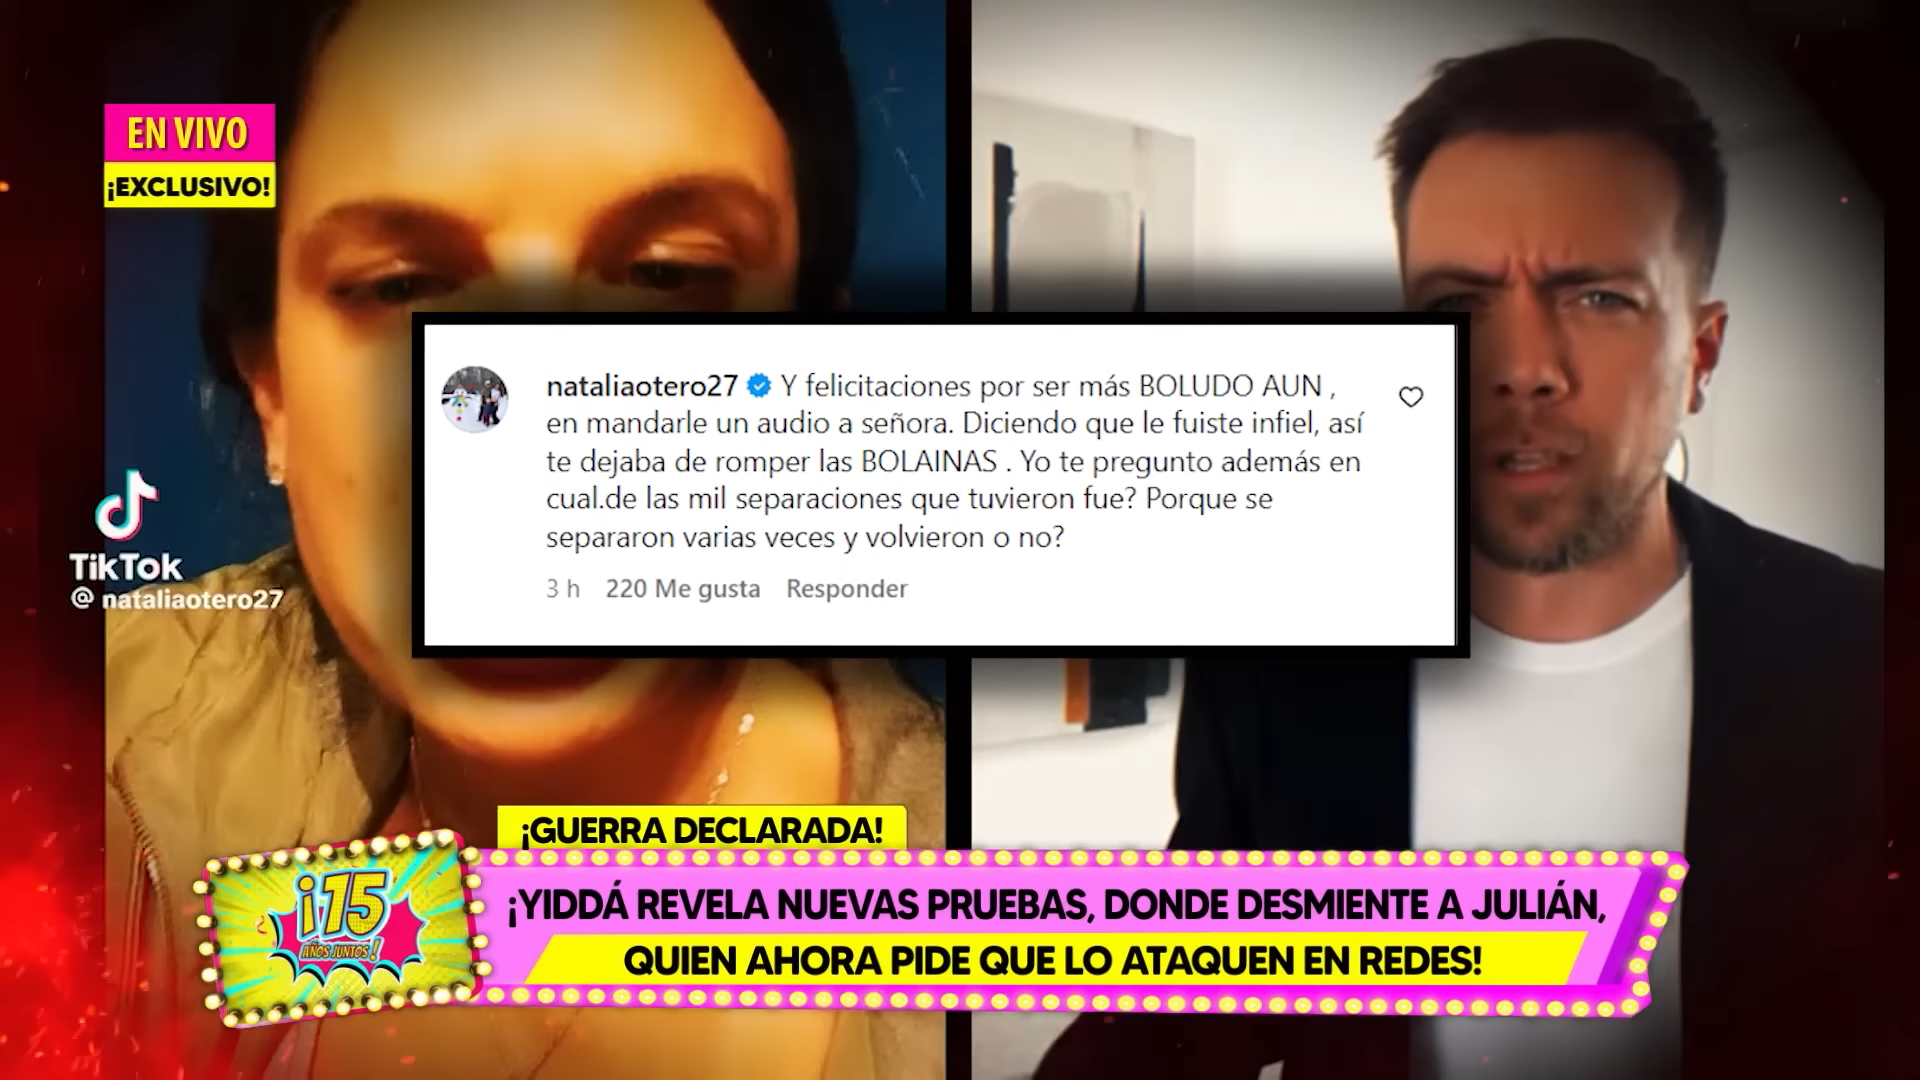 EN VIVO
¡EXCLUSIVO!
nataliaotero27 Y felicitaciones por ser más BOLUDO AUN ,
en mandarle un audio a señora. Diciendo que le fuiste infiel, así
te dejaba de romper las BOLAINAS . Yo te pregunto además en
cual.de las mil separaciones que tuvieron fue? Porque se
separaron varias veces y volvieron o no?
3 h 220 Me gusta Responder
TikTok
@ nataliaotero27
¡GUERRA DECLARADA!
¡15
AÑOS JUNTOS!
¡YIDDÁ REVELA NUEVAS PRUEBAS, DONDE DESMIENTE A JULIÁN,
QUIEN AHORA PIDE QUE LO ATAQUEN EN REDES!